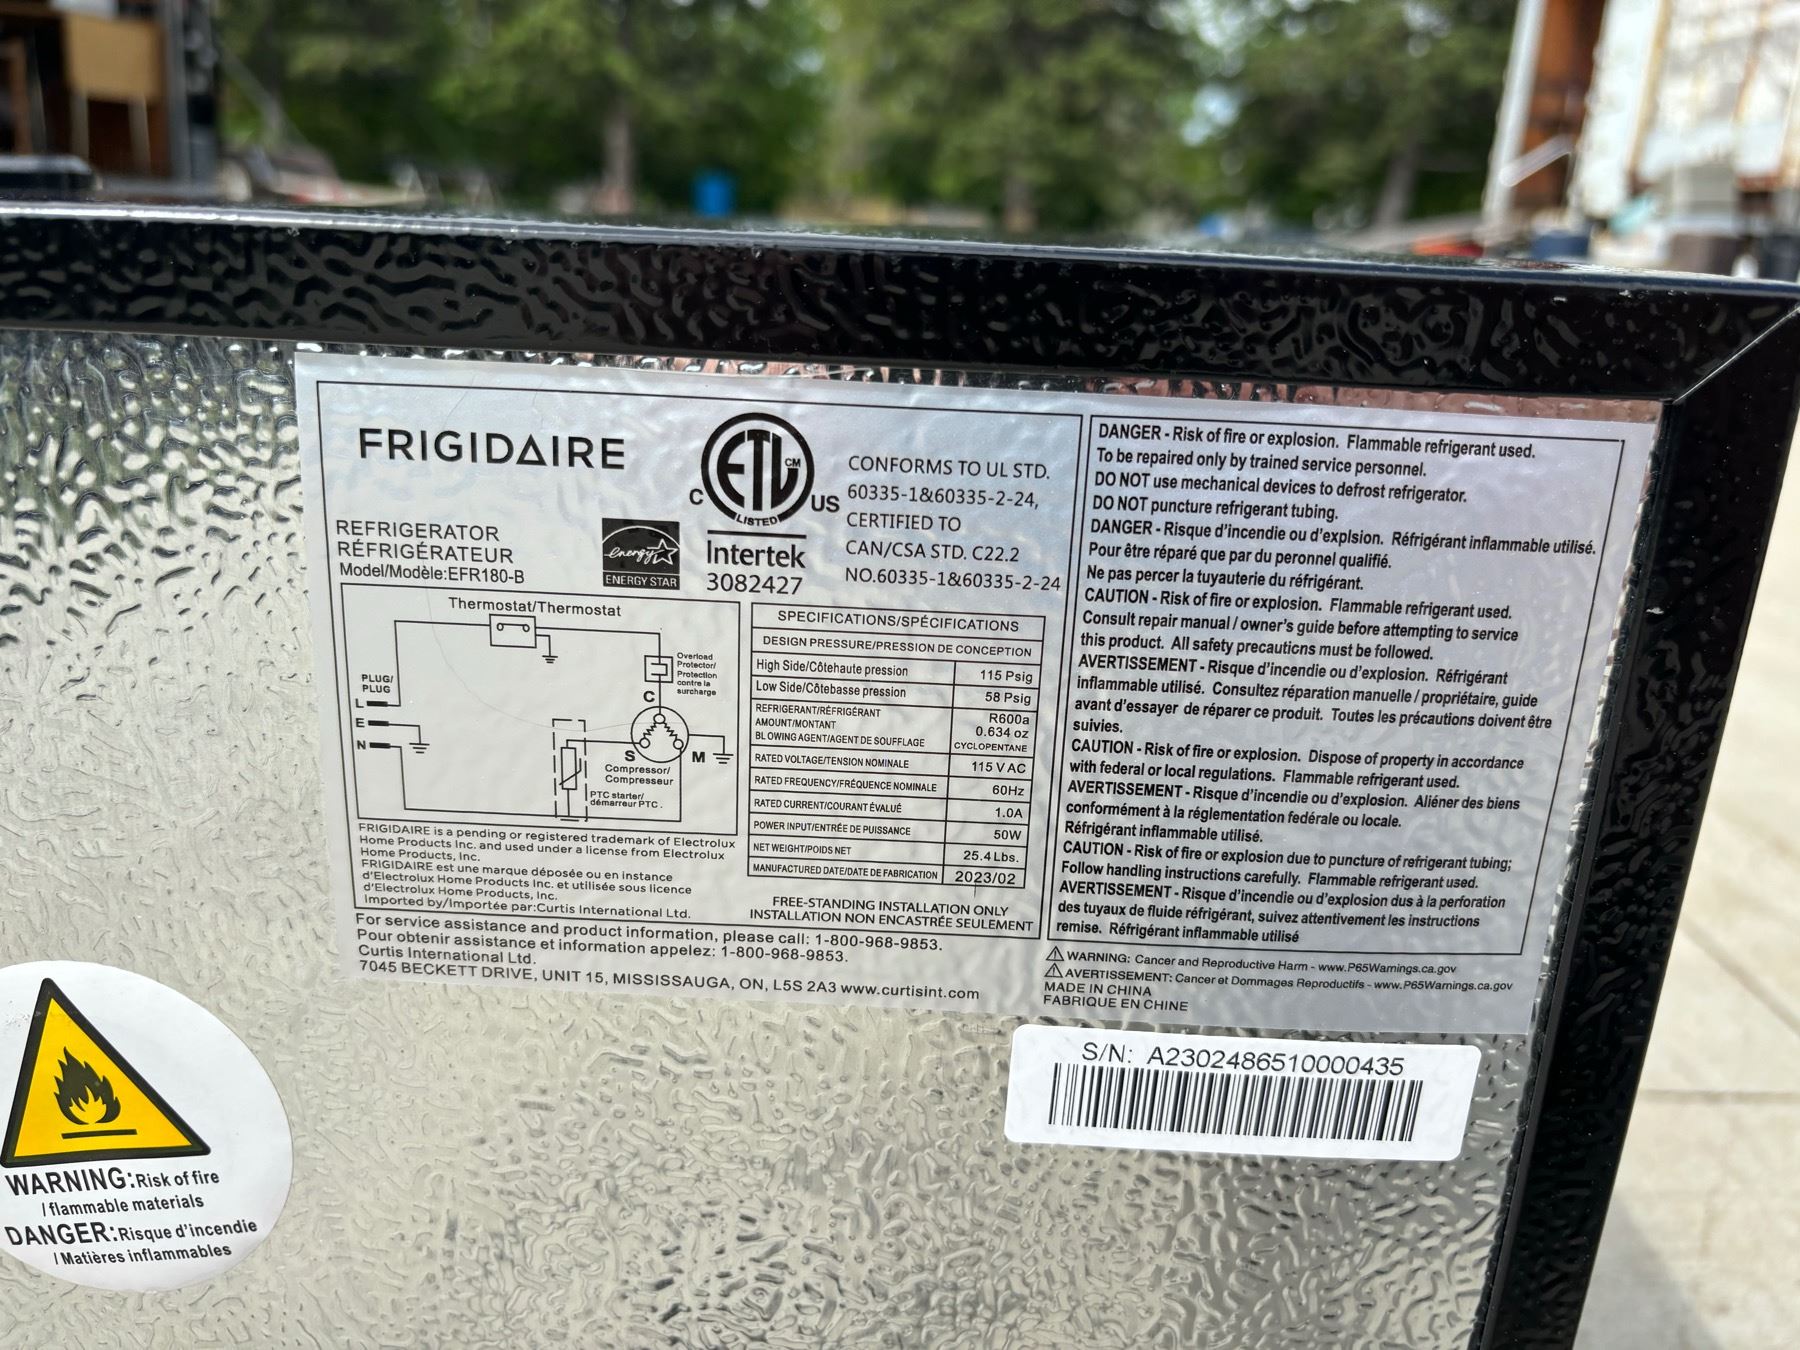 FRIGIDAIRE
REFRIGERATOR
RÉFRIGÉRATEUR
Model/Modèle:EFR180-B
energy
ENERGY STAR
ETL CM
C US
LISTED
Intertek
3082427
CONFORMS TO UL STD.
60335-1&60335-2-24,
CERTIFIED TO
CAN/CSA STD. C22.2
NO.60335-1&60335-2-24
Thermostat/Thermostat
Overload
Protector/
Protection
contre la
surcharge
PLUG/
PLUG
L
E
N
C
S
M
Compressor/
Compresseur
PTC starter/
démarreur PTC.
SPECIFICATIONS/SPÉCIFICATIONS
DESIGN PRESSURE/PRESSION DE CONCEPTION
High Side/Côtehaute pression 115 Psig
Low Side/Côtebasse pression 58 Psig
REFRIGERANT/RÉFRIGÉRANT R600a
AMOUNT/MONTANT 0.634 oz
BLOWING AGENT/AGENT DE SOUFFLAGE CYCLOPENTANE
RATED VOLTAGE/TENSION NOMINALE 115 V AC
RATED FREQUENCY/FRÉQUENCE NOMINALE 60Hz
RATED CURRENT/COURANT ÉVALUÉ 1.0A
POWER INPUT/ENTRÉE DE PUISSANCE 50W
NET WEIGHT/POIDS NET 25.4 Lbs.
MANUFACTURED DATE/DATE DE FABRICATION 2023/02
FREE-STANDING INSTALLATION ONLY
INSTALLATION NON ENCASTRÉE SEULEMENT
FRIGIDAIRE is a pending or registered trademark of Electrolux
Home Products Inc. and used under a license from Electrolux
Home Products, Inc.
FRIGIDAIRE est une marque déposée ou en instance
d'Electrolux Home Products Inc. et utilisée sous licence
d'Electrolux Home Products, Inc.
Imported by/Importée par:Curtis International Ltd.
For service assistance and product information, please call: 1-800-968-9853.
Pour obtenir assistance et information appelez: 1-800-968-9853.
Curtis International Ltd.
7045 BECKETT DRIVE, UNIT 15, MISSISSAUGA, ON, L5S 2A3 www.curtisint.com
DANGER - Risk of fire or explosion. Flammable refrigerant used.
To be repaired only by trained service personnel.
DO NOT use mechanical devices to defrost refrigerator.
DO NOT puncture refrigerant tubing.
DANGER - Risque d'incendie ou d'explsion. Réfrigérant inflammable utilisé.
Pour être réparé que par du peronnel qualifié.
Ne pas percer la tuyauterie du réfrigérant.
CAUTION - Risk of fire or explosion. Flammable refrigerant used.
Consult repair manual / owner's guide before attempting to service
this product. All safety precautions must be followed.
AVERTISSEMENT - Risque d'incendie ou d'explosion. Réfrigérant
inflammable utilisé. Consultez réparation manuelle / propriétaire, guide
avant d'essayer de réparer ce produit. Toutes les précautions doivent être
suivies.
CAUTION - Risk of fire or explosion. Dispose of property in accordance
with federal or local regulations. Flammable refrigerant used.
AVERTISSEMENT - Risque d'incendie ou d'explosion. Aliéner des biens
conformément à la réglementation fedérale ou locale.
Réfrigérant inflammable utilisé.
CAUTION - Risk of fire or explosion due to puncture of refrigerant tubing;
Follow handling instructions carefully. Flammable refrigerant used.
AVERTISSEMENT - Risque d'incendie ou d'explosion dus à la perforation
des tuyaux de fluide réfrigérant, suivez attentivement les instructions
remise. Réfrigérant inflammable utilisé
WARNING: Cancer and Reproductive Harm - www.P65Warnings.ca.gov
AVERTISSEMENT: Cancer et Dommages Reproductifs - www.P65Warnings.ca.gov
MADE IN CHINA
FABRIQUE EN CHINE
S/N: A2302486510000435
WARNING:Risk of fire
/ flammable materials
DANGER:Risque d'incendie
/ Matières inflammables